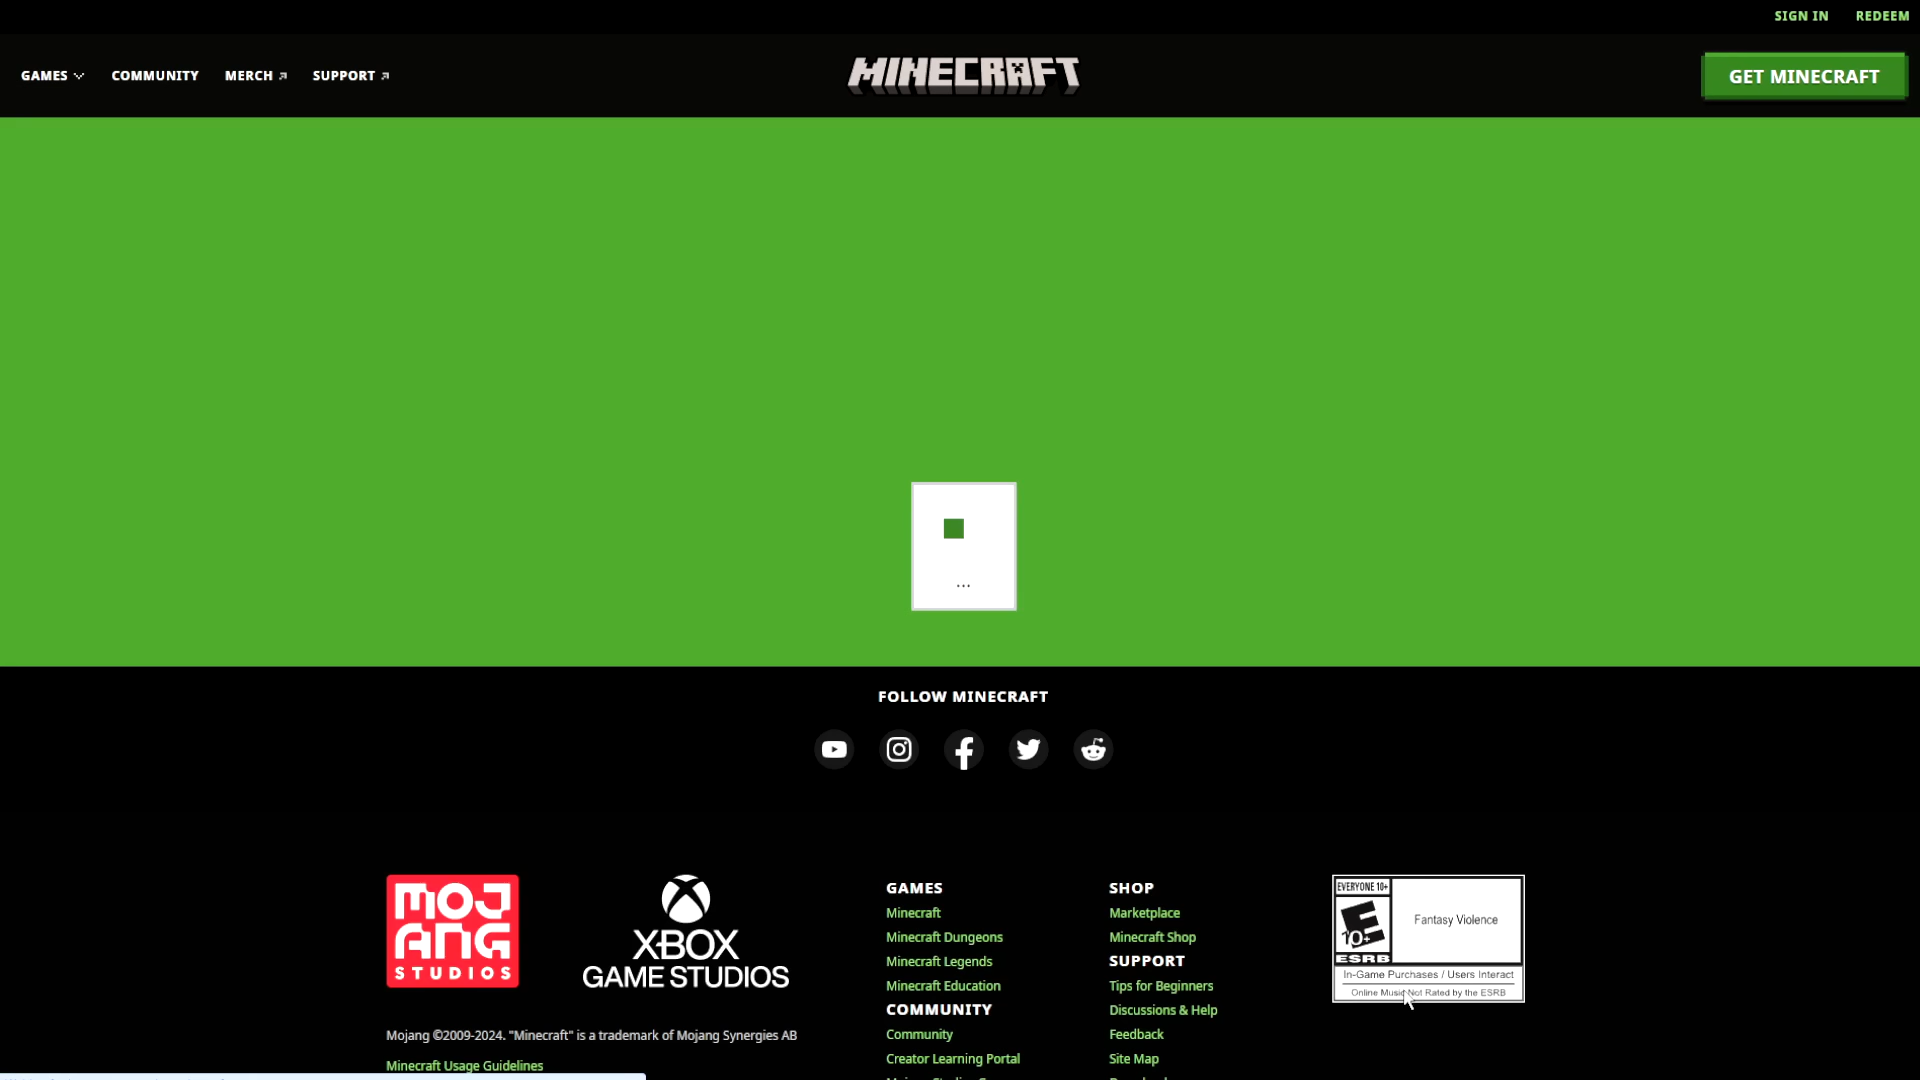 SIGN IN REDEEM
GAMES COMMUNITY MERCH SUPPORT MINECRAFT GET MINECRAFT
...
FOLLOW MINECRAFT
MOJANG STUDIOS
XBOX GAME STUDIOS
Mojang ©2009-2024. "Minecraft" is a trademark of Mojang Synergies AB
Minecraft Usage Guidelines
GAMES
Minecraft
Minecraft Dungeons
Minecraft Legends
Minecraft Education
COMMUNITY
Community
Creator Learning Portal
SHOP
Marketplace
Minecraft Shop
SUPPORT
Tips for Beginners
Discussions & Help
Feedback
Site Map
EVERYONE 10+
E
10+
ESRB
Fantasy Violence
In-Game Purchases / Users Interact
Online Music Not Rated by the ESRB